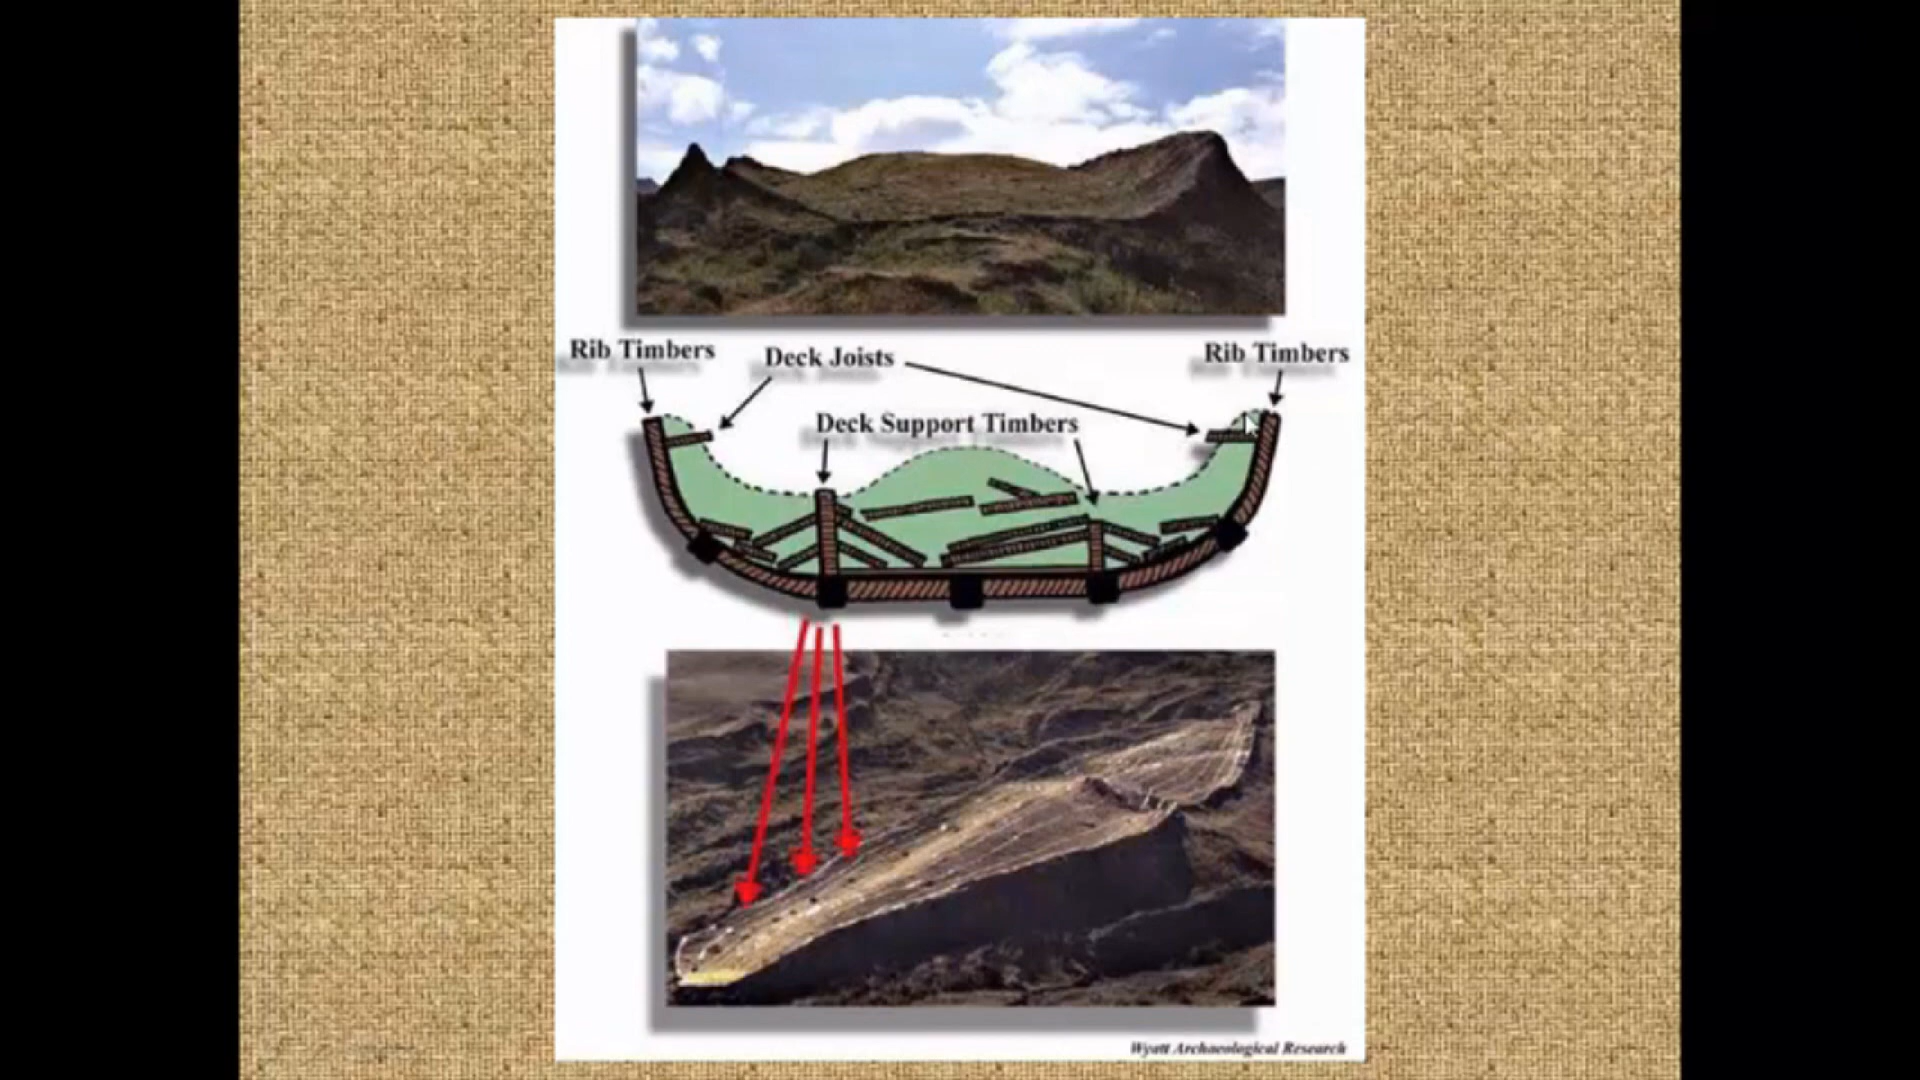 Rib Timbers
Deck Joists
Rib Timbers
Deck Support Timbers
Wyatt Archaeological Research